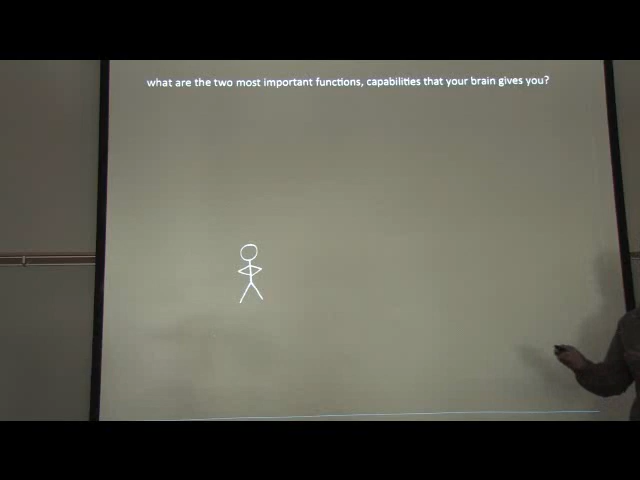 what are the two most important functions, capabilities that your brain gives you?